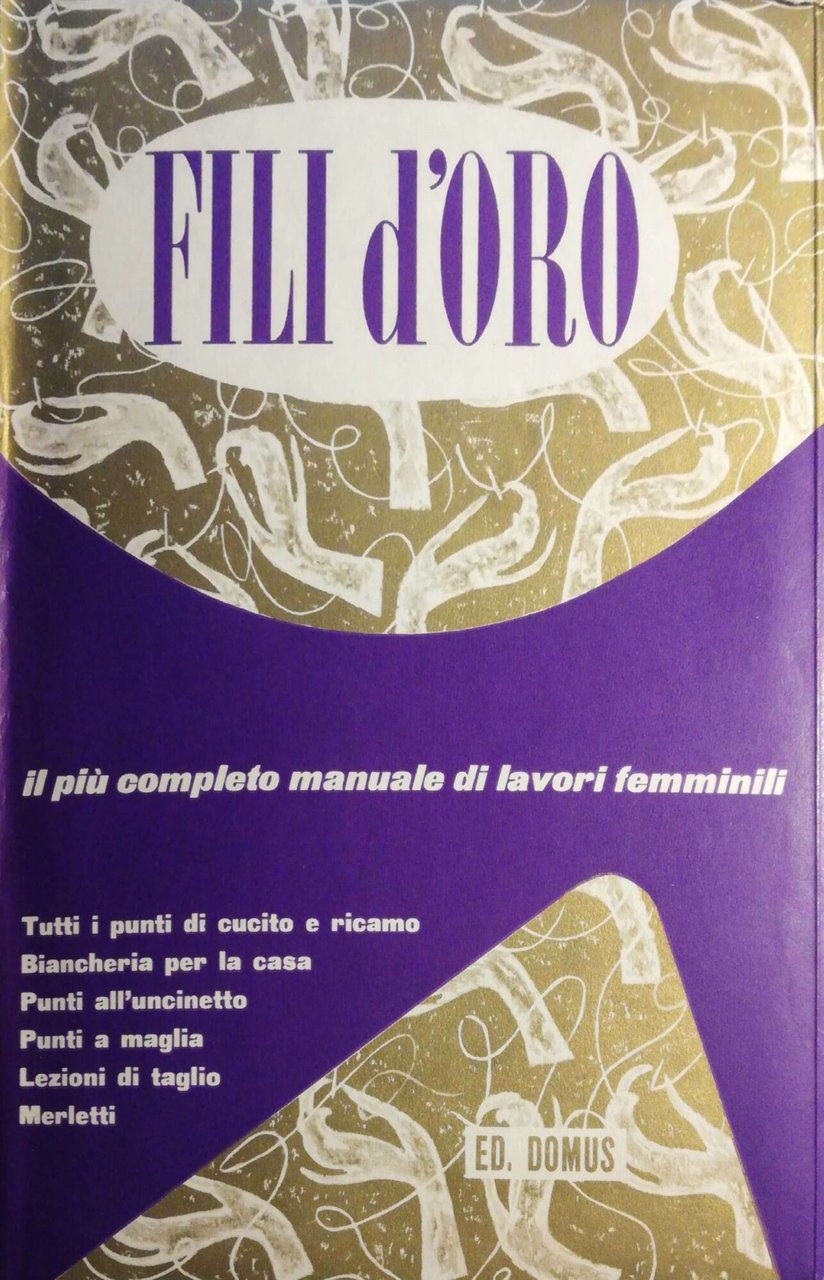 FILI d'ORO
il più completo manuale di lavori femminili
Tutti i punti di cucito e ricamo
Biancheria per la casa
Punti all'uncinetto
Punti a maglia
Lezioni di taglio
Merletti
ED. DOMUS